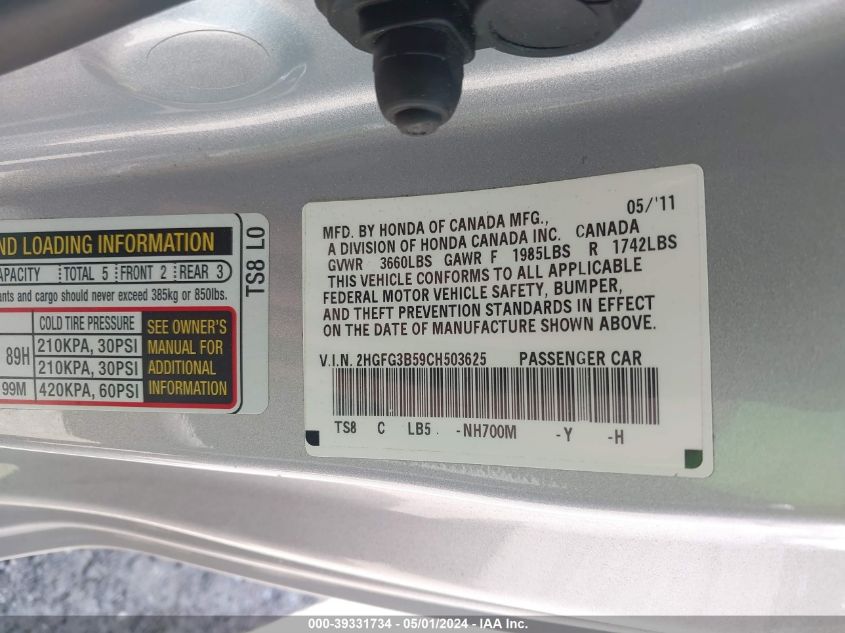 ND LOADING INFORMATION
APACITY TOTAL 5 FRONT 2 REAR 3
ants and cargo should never exceed 385kg or 850lbs.
COLD TIRE PRESSURE
SEE OWNER'S MANUAL FOR ADDITIONAL INFORMATION
89H 210KPA, 30PSI
210KPA, 30PSI
99M 420KPA, 60PSI
TS8 L0
05/'11
MFD. BY HONDA OF CANADA MFG.,
A DIVISION OF HONDA CANADA INC. CANADA
GVWR 3660LBS GAWR F 1985LBS R 1742LBS
THIS VEHICLE CONFORMS TO ALL APPLICABLE
FEDERAL MOTOR VEHICLE SAFETY, BUMPER,
AND THEFT PREVENTION STANDARDS IN EFFECT
ON THE DATE OF MANUFACTURE SHOWN ABOVE.
V.I.N. 2HGFG3B59CH503625 PASSENGER CAR
TS8 C LB5 -NH700M -Y -H
000-39331734 - 05/01/2024 - IAA Inc.